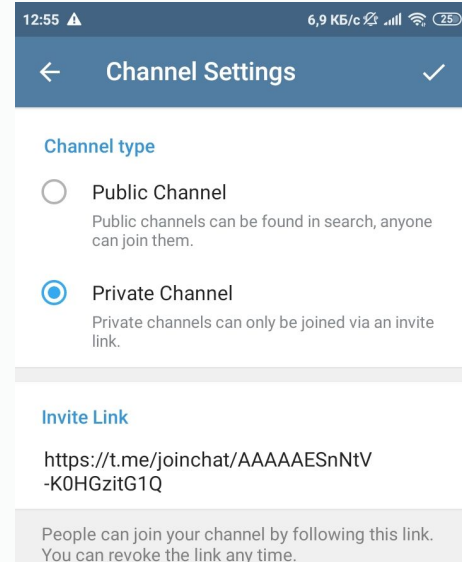 12:55 6,9 КБ/с 25
Channel Settings
Channel type
Public Channel
Public channels can be found in search, anyone
can join them.
Private Channel
Private channels can only be joined via an invite
link.
Invite Link
https://t.me/joinchat/AAAAAESnNtV
-K0HGzitG1Q
People can join your channel by following this link.
You can revoke the link any time.